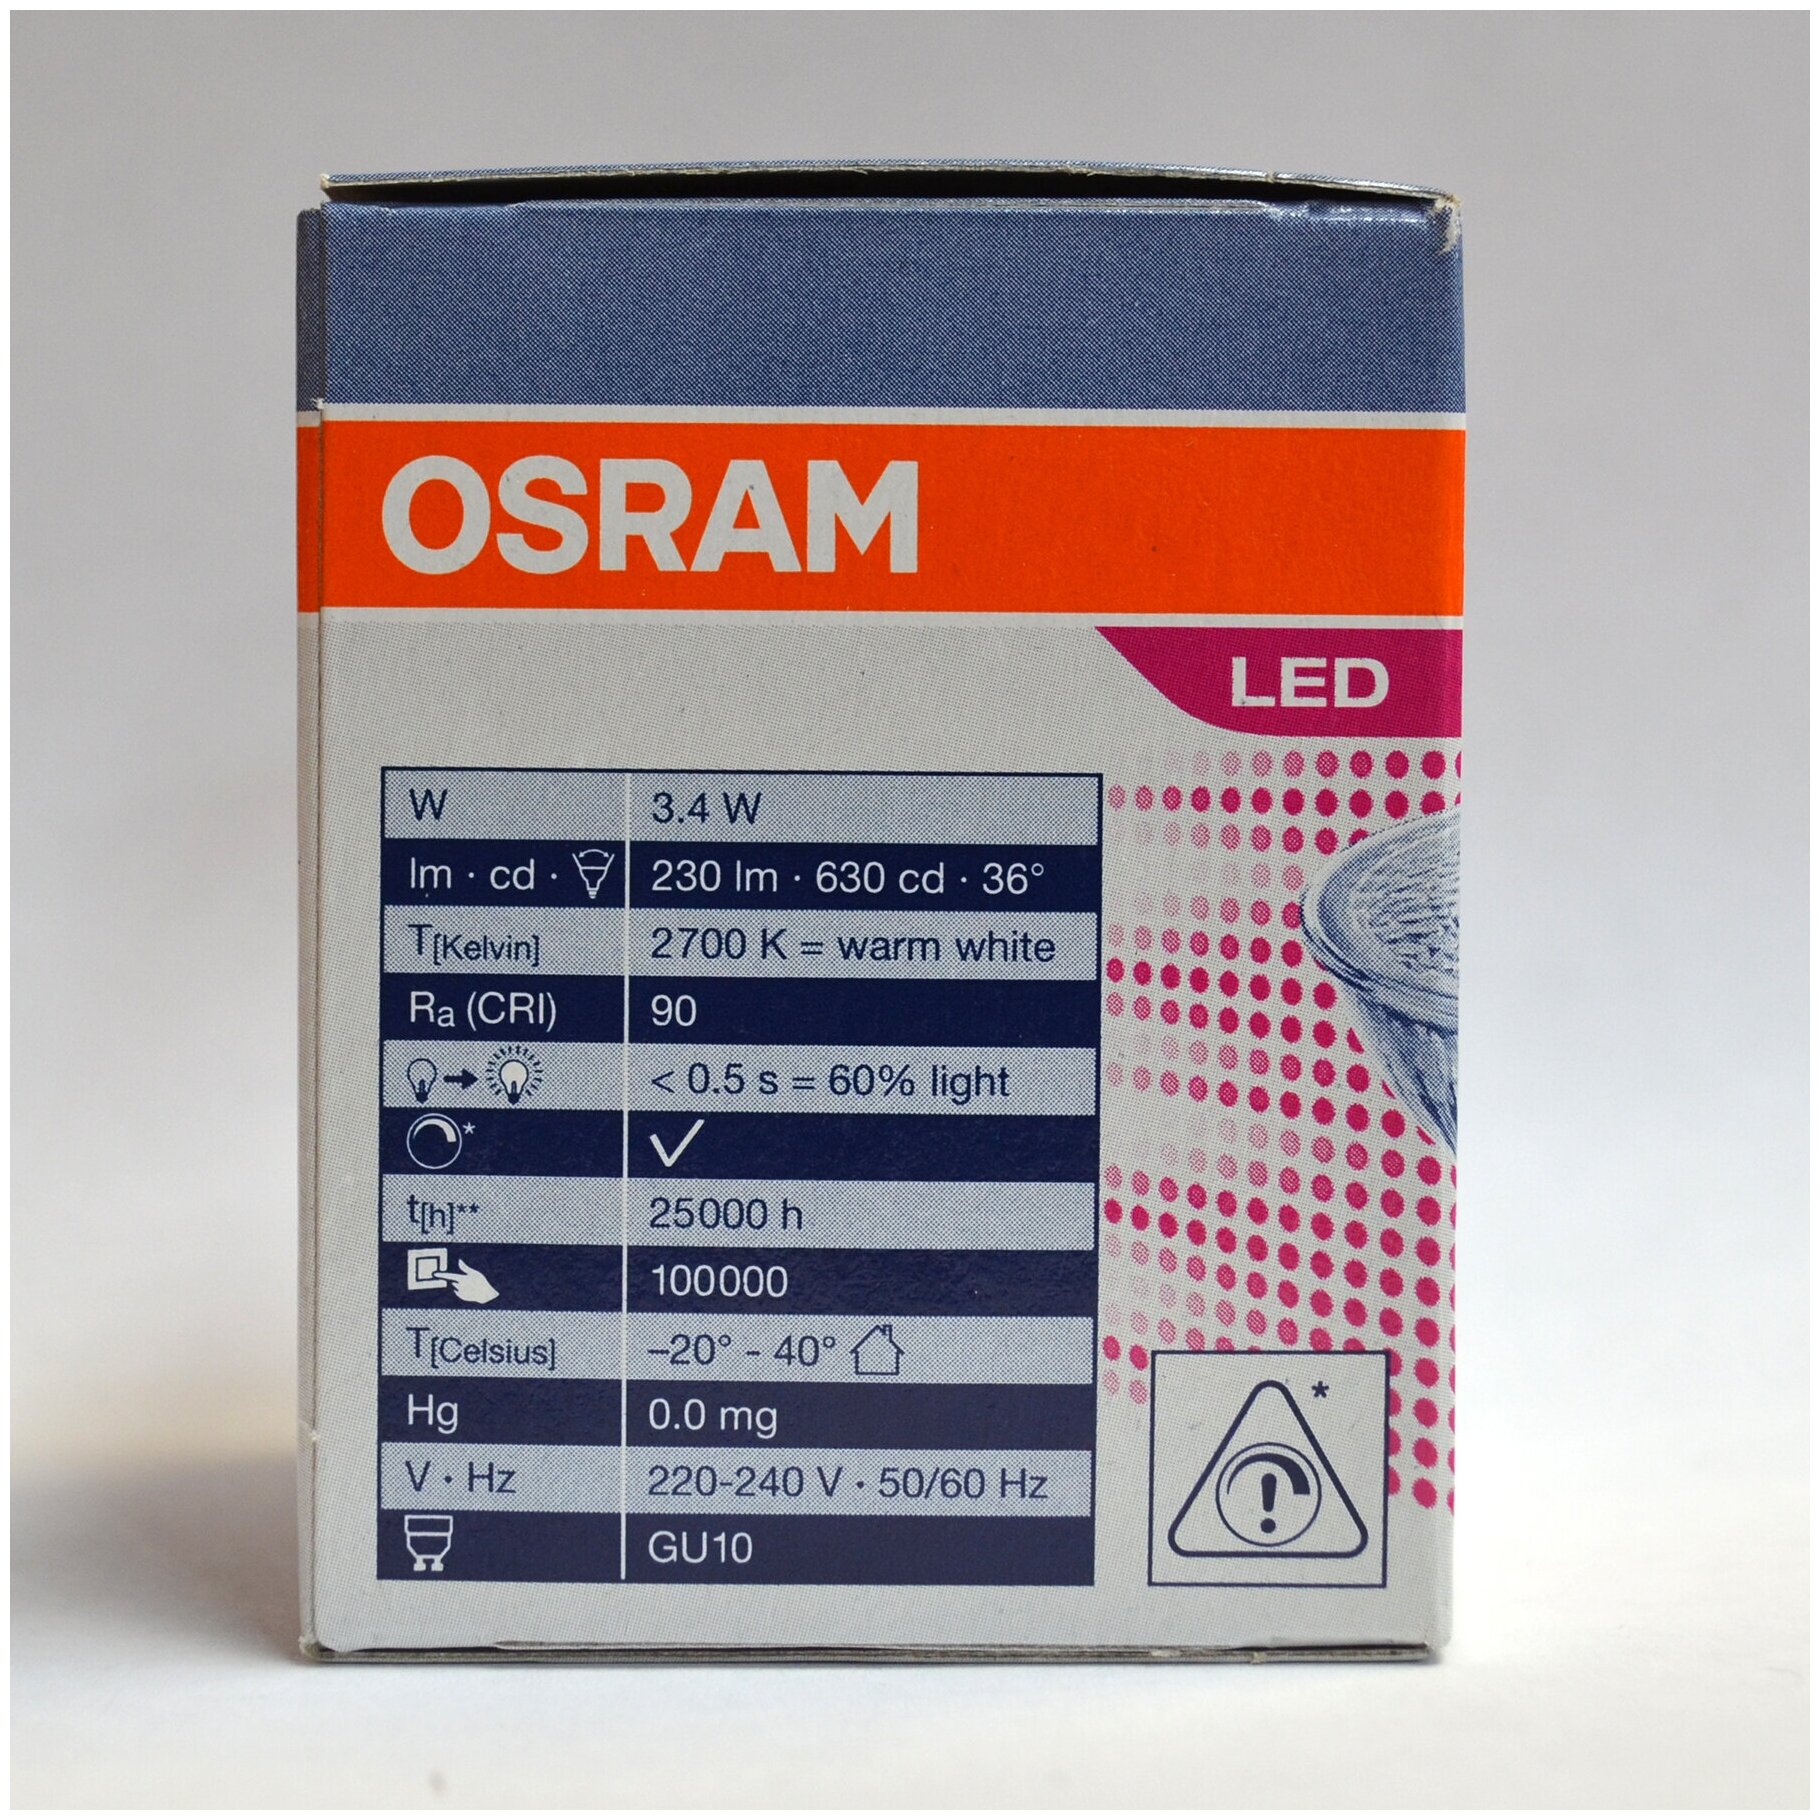 OSRAM
LED
W 3.4 W
lm · cd · 230 lm · 630 cd · 36°
T[Kelvin] 2700 K = warm white
Ra (CRI) 90
< 0.5 s = 60% light
* ✓
t[h]** 25000 h
100000
T[Celsius] –20° - 40°
Hg 0.0 mg
V · Hz 220-240 V · 50/60 Hz
GU10
! *